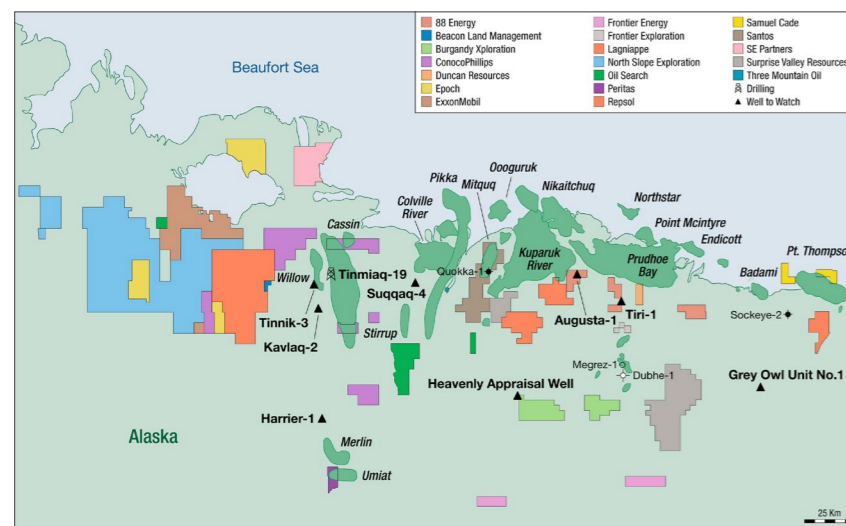 88 Energy
Beacon Land Management
Burgandy Xploration
ConocoPhillips
Duncan Resources
Epoch
ExxonMobil
Frontier Energy
Frontier Exploration
Lagniappe
North Slope Exploration
Oil Search
Peritas
Repsol
Samuel Cade
Santos
SE Partners
Surprise Valley Resources
Three Mountain Oil
Drilling
Well to Watch
Beaufort Sea
Pikka
Mitquq
Oooguruk
Nikaitchuq
Colville
River
Northstar
Point Mcintyre
Endicott
Pt. Thompson
Cassin
Kuparuk
River
Prudhoe
Bay
Badami
Quokka-1
Willow
Tinmiaq-19
Suqqaq-4
Tinnik-3
Kavlaq-2
Stirrup
Augusta-1
Tiri-1
Sockeye-2
Megrez-1
Dubhe-1
Heavenly Appraisal Well
Grey Owl Unit No.1
Harrier-1
Alaska
Merlin
Umiat
25 Km